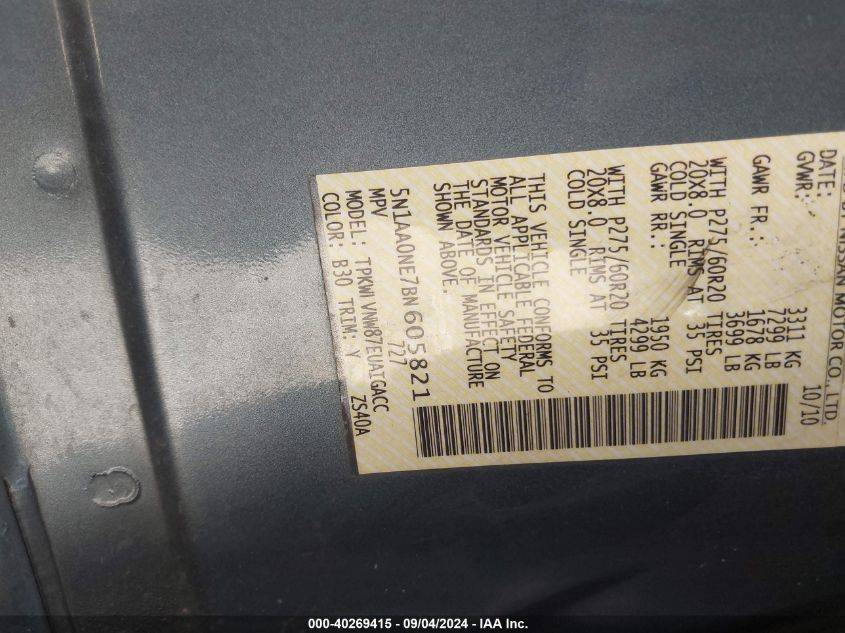 MFD BY NISSAN MOTOR CO., LTD.
DATE: 10/10
GVWR: 3311 KG
7299 LB
GAWR FR.: 1678 KG
3699 LB
WITH P275/60R20 TIRES
20X8.0 RIMS AT 35 PSI
COLD SINGLE
GAWR RR.: 1950 KG
4299 LB
WITH P275/60R20 TIRES
20X8.0 RIMS AT 35 PSI
COLD SINGLE
THIS VEHICLE CONFORMS TO
ALL APPLICABLE FEDERAL
MOTOR VEHICLE SAFETY
STANDARDS IN EFFECT ON
THE DATE OF MANUFACTURE
SHOWN ABOVE.
5N1AA0NE7BN605821
MPV 727
MODEL: TPKWLVNW87EUAIGACC
COLOR: B30 TRIM: Y ZS40A
000-40269415 - 09/04/2024 - IAA Inc.